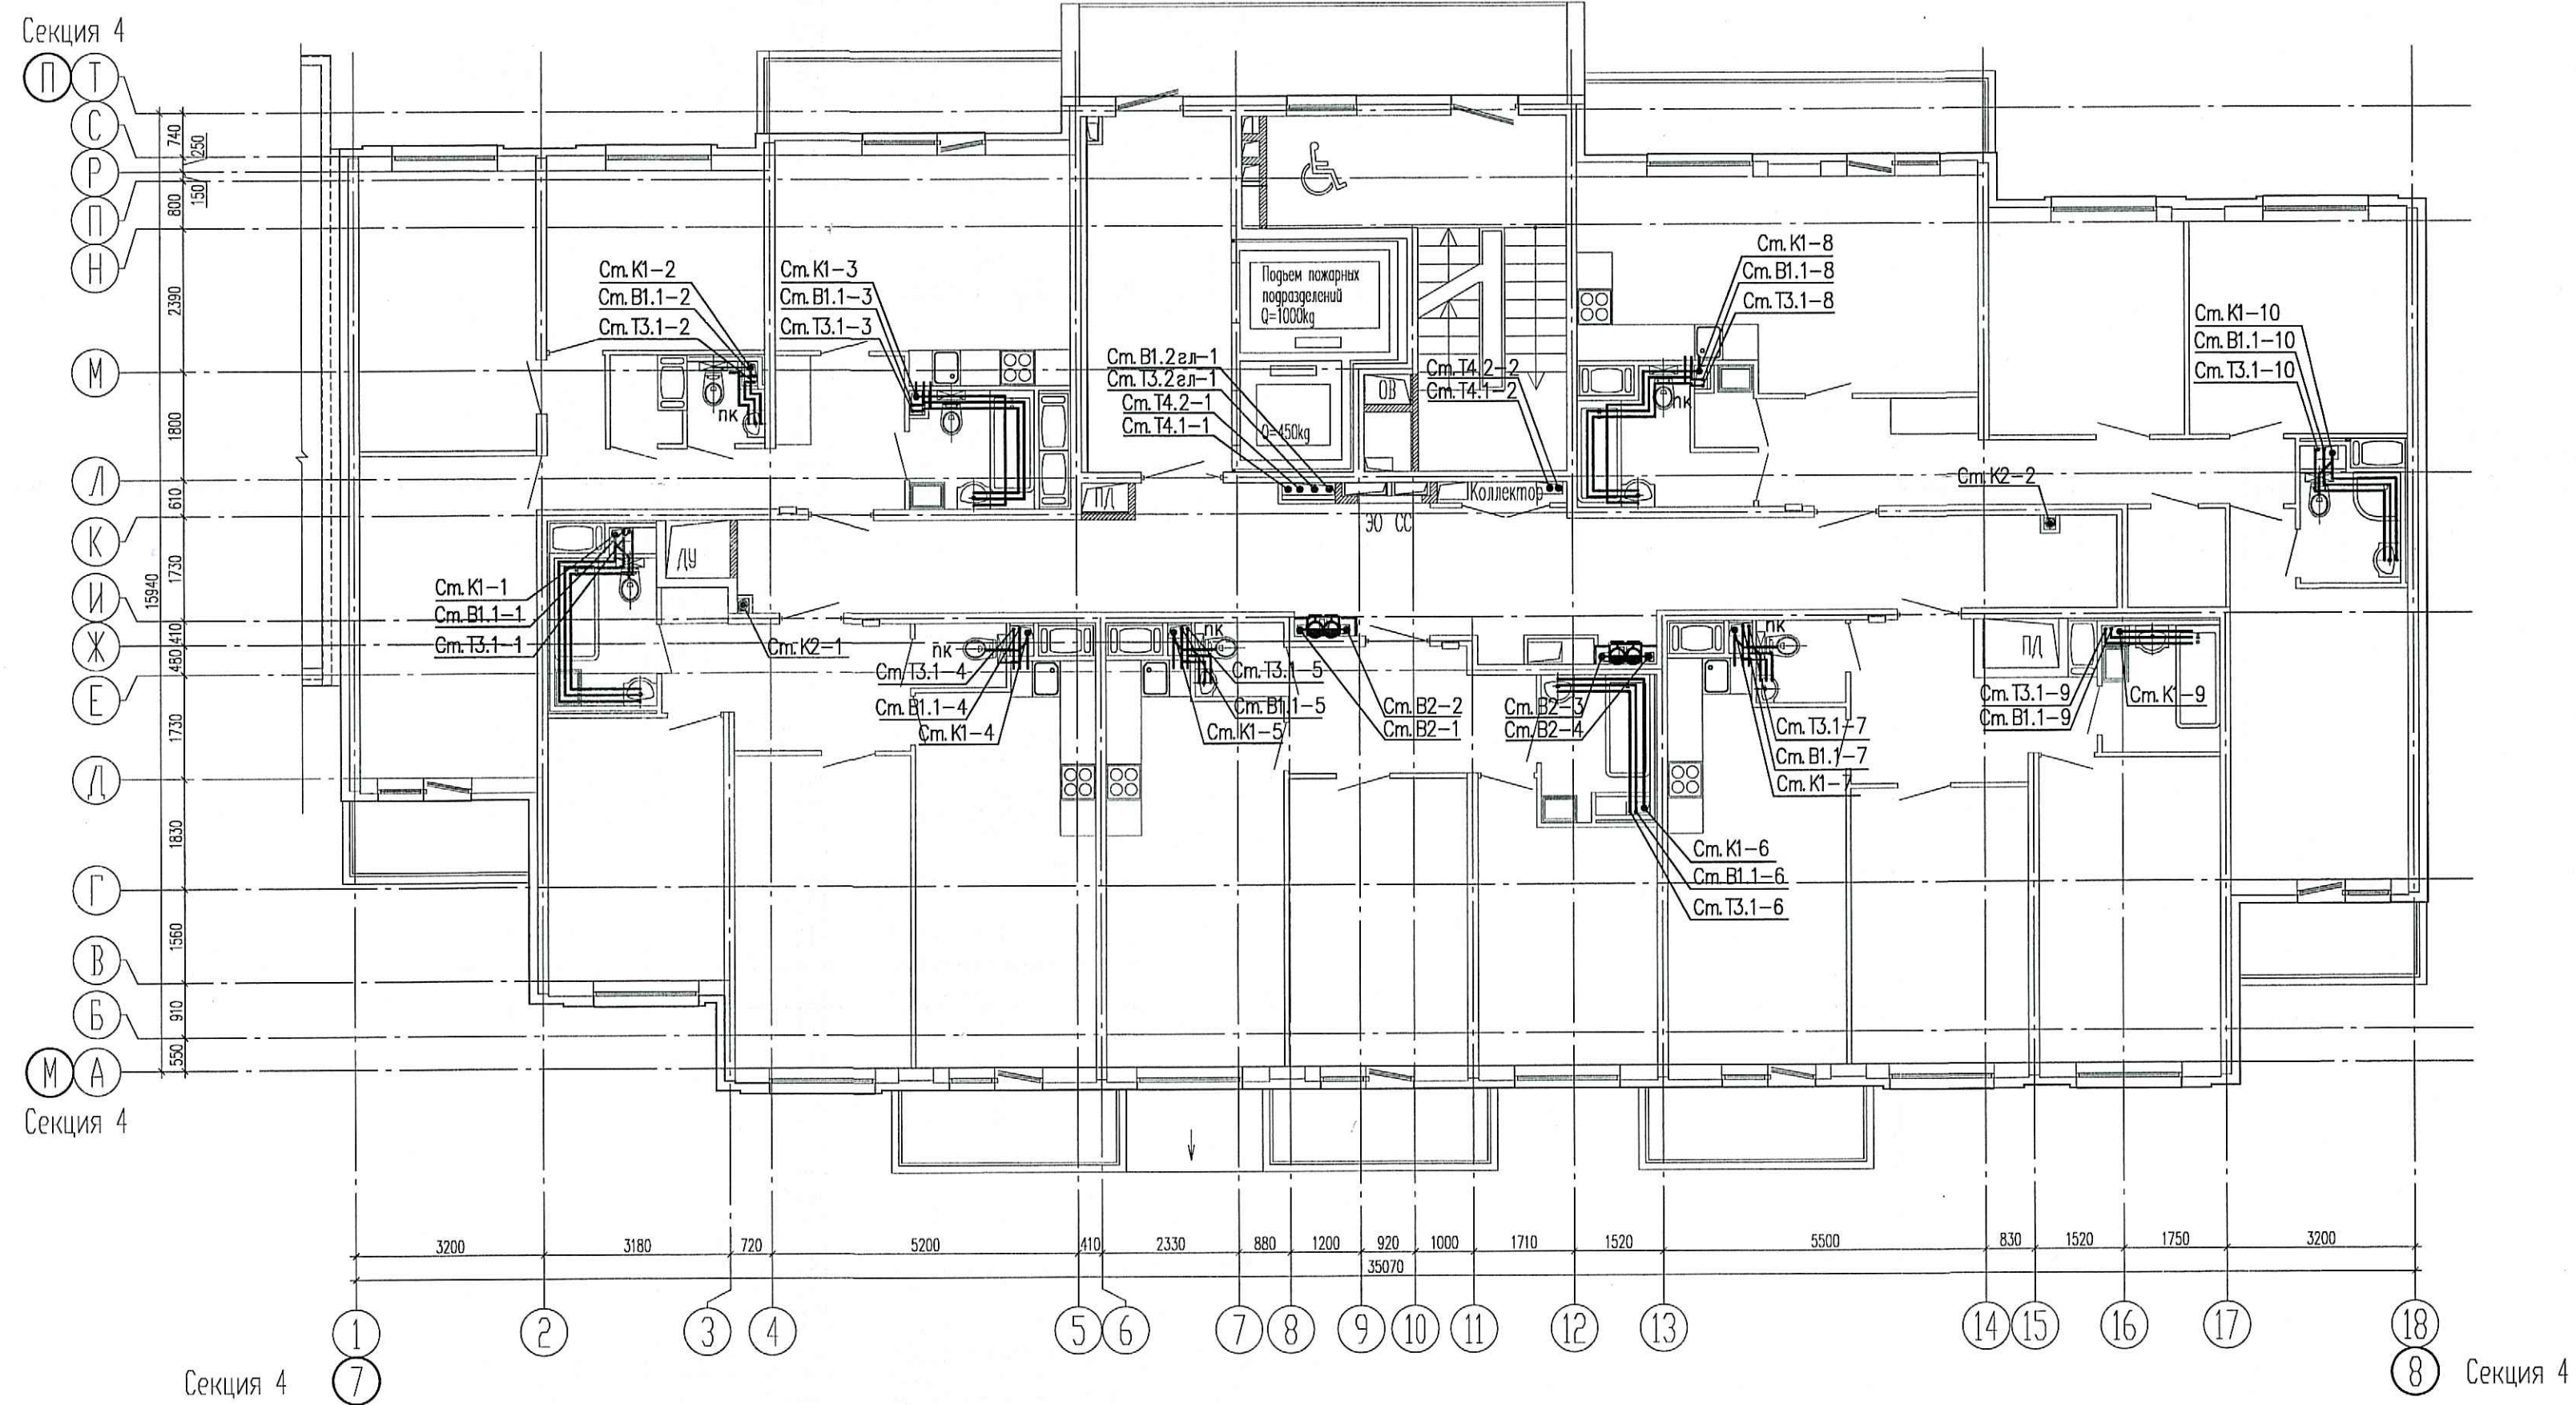 Секция 4
П Т
С
Р
П
Н
М
Л
К
И
Ж
Е
Д
Г
В
Б
М А
Секция 4
740
250
150
800
2390
1800
610
1730
15940
410
480
1730
1830
1560
910
550
Ст. К1-2
Ст. В1.1-2
Ст. Т3.1-2
Ст. К1-3
Ст. В1.1-3
Ст. Т3.1-3
пк
Подьем пожарных
подразделений
Q=1000kg
Q=450kg
ОВ
Ст. В1.2гл-1
Ст. Т3.2гл-1
Ст. Т4.2-1
Ст. Т4.1-1
Ст. Т4.2-2
Ст. Т4.1-2
Ст. К1-8
Ст. В1.1-8
Ст. Т3.1-8
пк
Ст. К1-10
Ст. В1.1-10
Ст. Т3.1-10
ПД
Коллектор
ЭО СС
Ст. К2-2
ДУ
Ст. К1-1
Ст. В1.1-1
Ст. Т3.1-1
Ст. К2-1
пк
Ст. Т3.1-4
Ст. В1.1-4
Ст. К1-4
пк
Ст. Т3.1-5
Ст. В1.1-5
Ст. К1-5
Ст. В2-2
Ст. В2-1
Ст. В2-3
Ст. В2-4
пк
Ст. Т3.1-7
Ст. В1.1-7
Ст. К1-7
ПД
Ст. Т3.1-9
Ст. В1.1-9
Ст. К1-9
Ст. К1-6
Ст. В1.1-6
Ст. Т3.1-6
3200 3180 720 5200 410 2330 880 1200 920 1000 1710 1520 5500 830 1520 1750 3200
35070
1 2 3 4 5 6 7 8 9 10 11 12 13 14 15 16 17 18
Секция 4 7 8 Секция 4